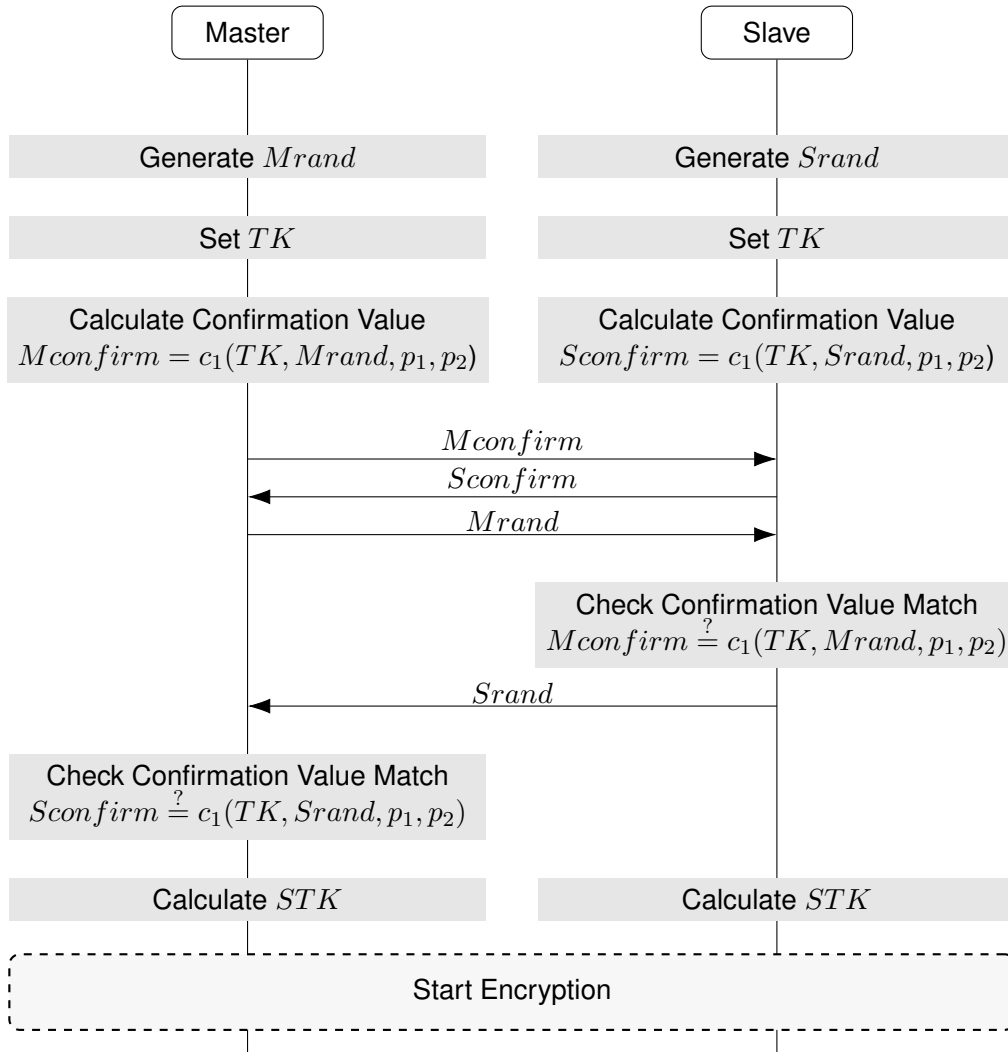 Master
Slave
Generate Mrand
Generate Srand
Set TK
Set TK
Calculate Confirmation Value
Mconfirm = c₁(TK, Mrand, p₁, p₂)
Calculate Confirmation Value
Sconfirm = c₁(TK, Srand, p₁, p₂)
Mconfirm
Sconfirm
Mrand
Check Confirmation Value Match
Mconfirm ≟ c₁(TK, Mrand, p₁, p₂)
Srand
Check Confirmation Value Match
Sconfirm ≟ c₁(TK, Srand, p₁, p₂)
Calculate STK
Calculate STK
Start Encryption